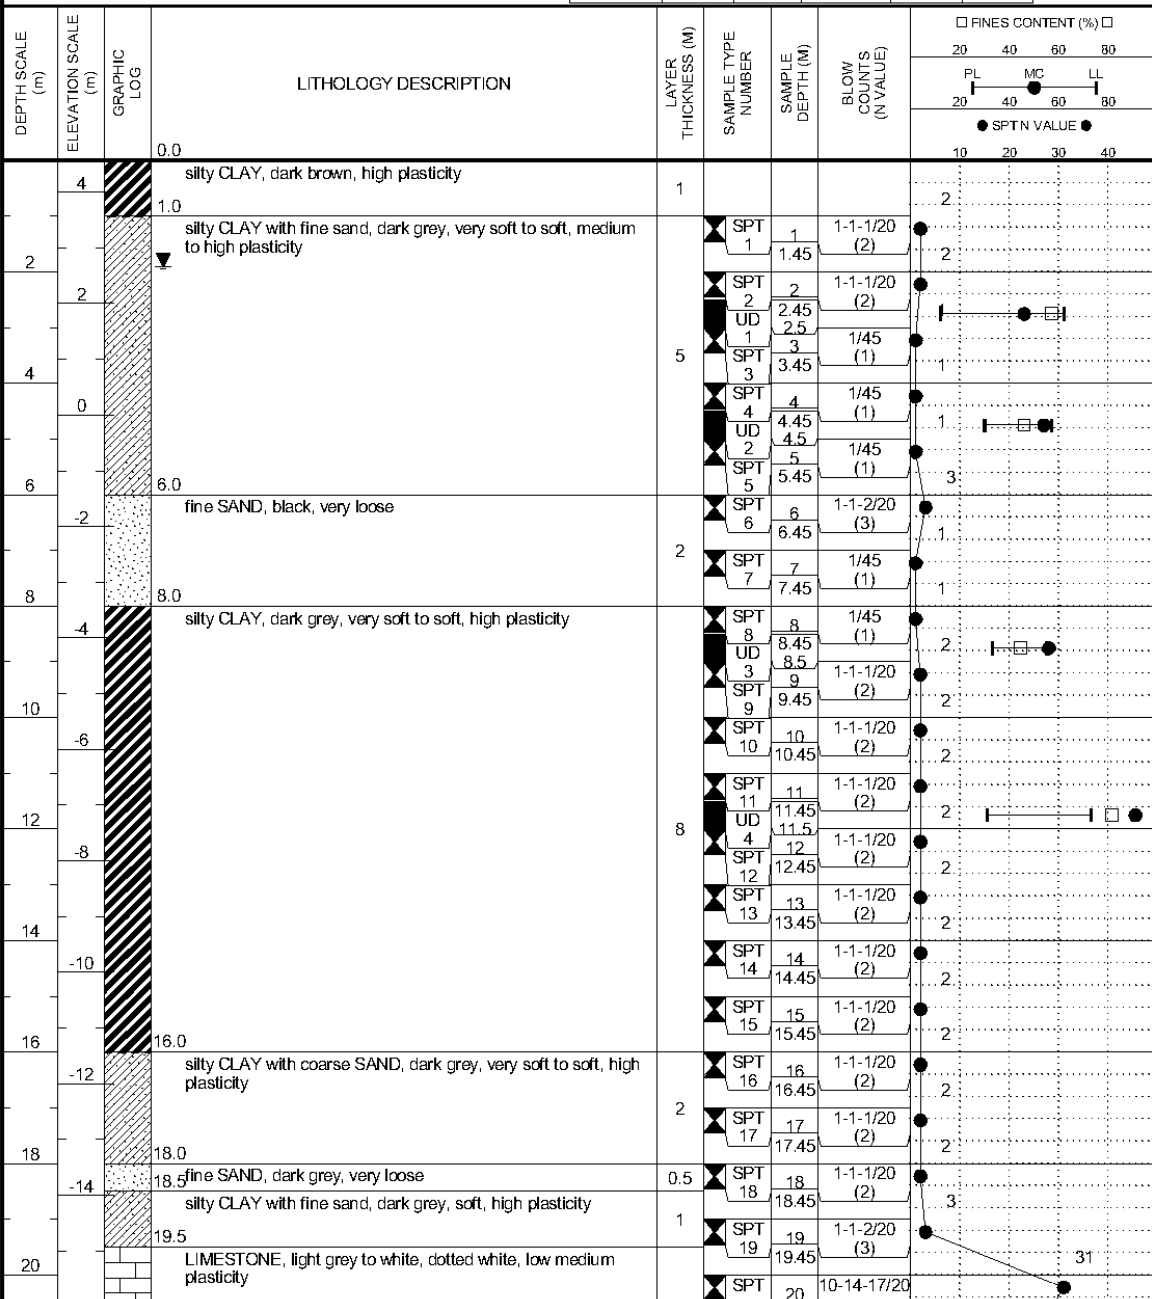 DEPTH SCALE (m)
ELEVATION SCALE (m)
GRAPHIC LOG
LITHOLOGY DESCRIPTION
LAYER THICKNESS (M)
SAMPLE TYPE NUMBER
SAMPLE DEPTH (M)
BLOW COUNTS (N VALUE)
□ FINES CONTENT (%) □
20 40 60 80
PL MC LL
20 40 60 80
● SPT N VALUE ●
10 20 30 40
0.0
silty CLAY, dark brown, high plasticity
4
1
2
1.0
silty CLAY with fine sand, dark grey, very soft to soft, medium
to high plasticity
SPT 1
1
1.45
1-1-1/20
(2)
2
2
2
SPT 2
2
2.45
1-1-1/20
(2)
1
UD 1
2.5
5
SPT 3
3
3.45
1/45
(1)
1
4
0
SPT 4
4
4.45
1/45
(1)
1
UD 2
4.5
SPT 5
5
5.45
1/45
(1)
3
6
6.0
fine SAND, black, very loose
-2
2
SPT 6
6
6.45
1-1-2/20
(3)
1
SPT 7
7
7.45
1/45
(1)
1
8
8.0
silty CLAY, dark grey, very soft to soft, high plasticity
-4
SPT 8
8
8.45
1/45
(1)
2
UD 3
8.5
SPT 9
9
9.45
1-1-1/20
(2)
2
10
-6
SPT 10
10
10.45
1-1-1/20
(2)
2
SPT 11
11
11.45
1-1-1/20
(2)
2
UD 4
11.5
12
8
-8
SPT 12
12
12.45
1-1-1/20
(2)
2
SPT 13
13
13.45
1-1-1/20
(2)
2
14
-10
SPT 14
14
14.45
1-1-1/20
(2)
2
SPT 15
15
15.45
1-1-1/20
(2)
2
16
16.0
silty CLAY with coarse SAND, dark grey, very soft to soft, high
plasticity
-12
2
SPT 16
16
16.45
1-1-1/20
(2)
2
SPT 17
17
17.45
1-1-1/20
(2)
2
18
18.0
fine SAND, dark grey, very loose
18.5
-14
0.5
SPT 18
18
18.45
1-1-1/20
(2)
3
silty CLAY with fine sand, dark grey, soft, high plasticity
1
19.5
SPT 19
19
19.45
1-1-2/20
(3)
31
LIMESTONE, light grey to white, dotted white, low medium
plasticity
20
SPT
20
10-14-17/20